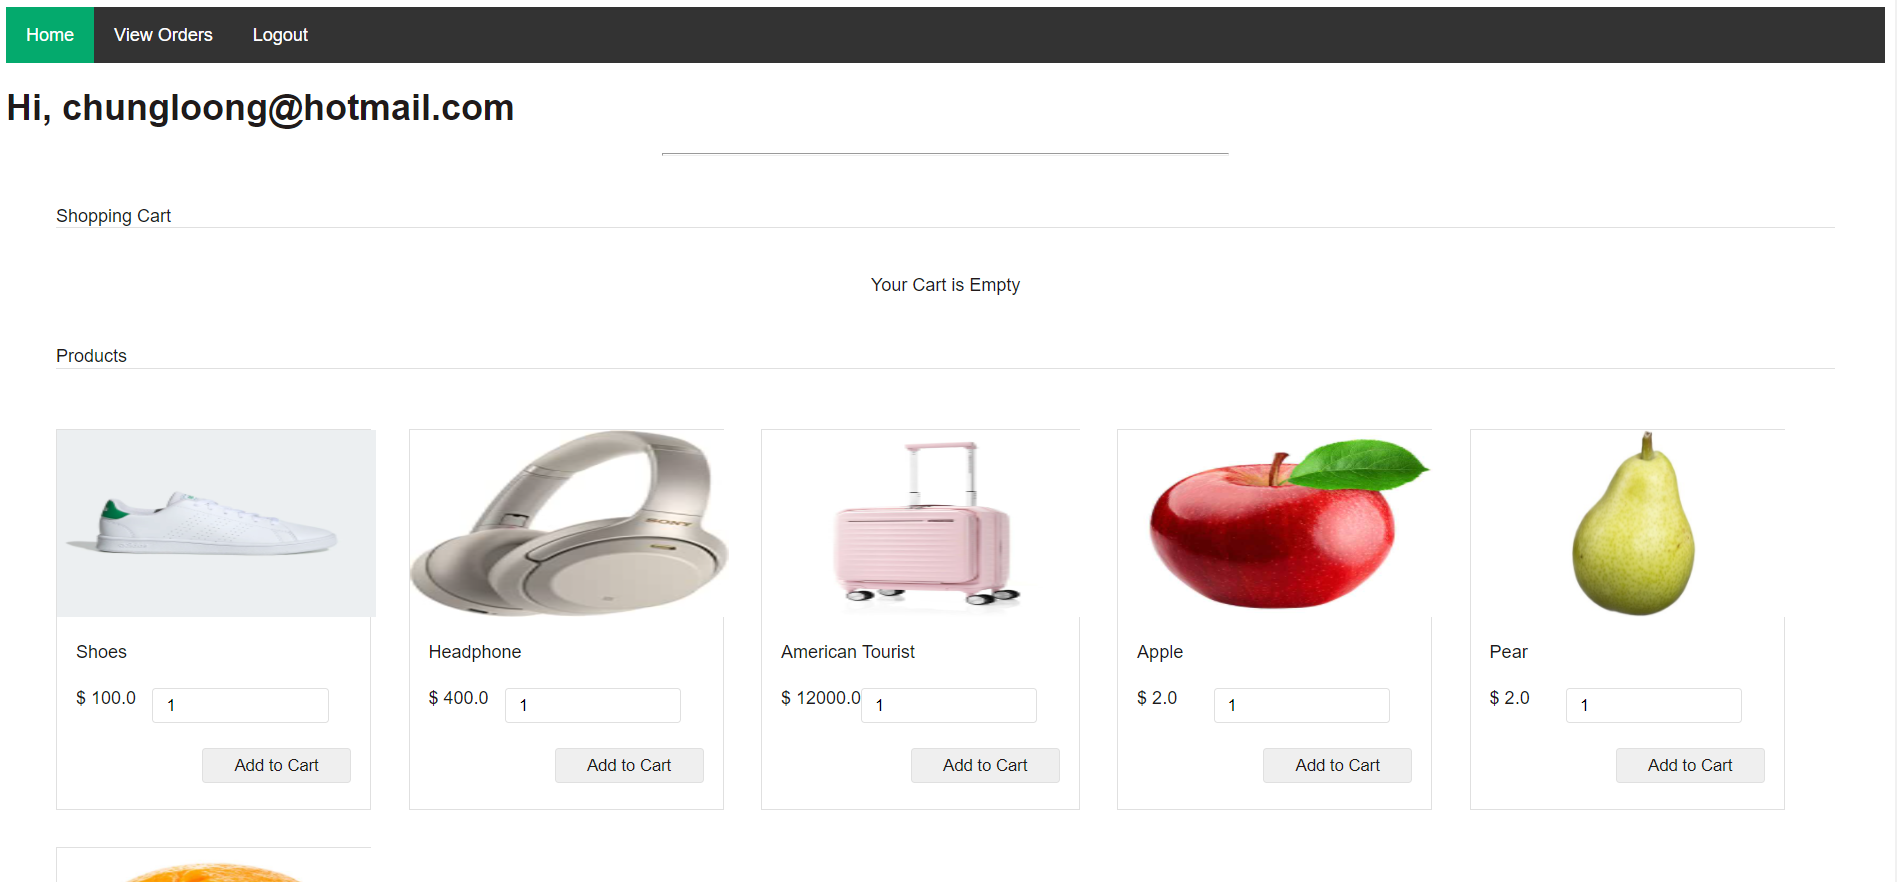 Home View Orders Logout
Hi, chungloong@hotmail.com
Shopping Cart
Your Cart is Empty
Products
SONY
Shoes
$ 100.0 1
Add to Cart
Headphone
$ 400.0 1
Add to Cart
American Tourist
$ 12000.0 1
Add to Cart
Apple
$ 2.0 1
Add to Cart
Pear
$ 2.0 1
Add to Cart